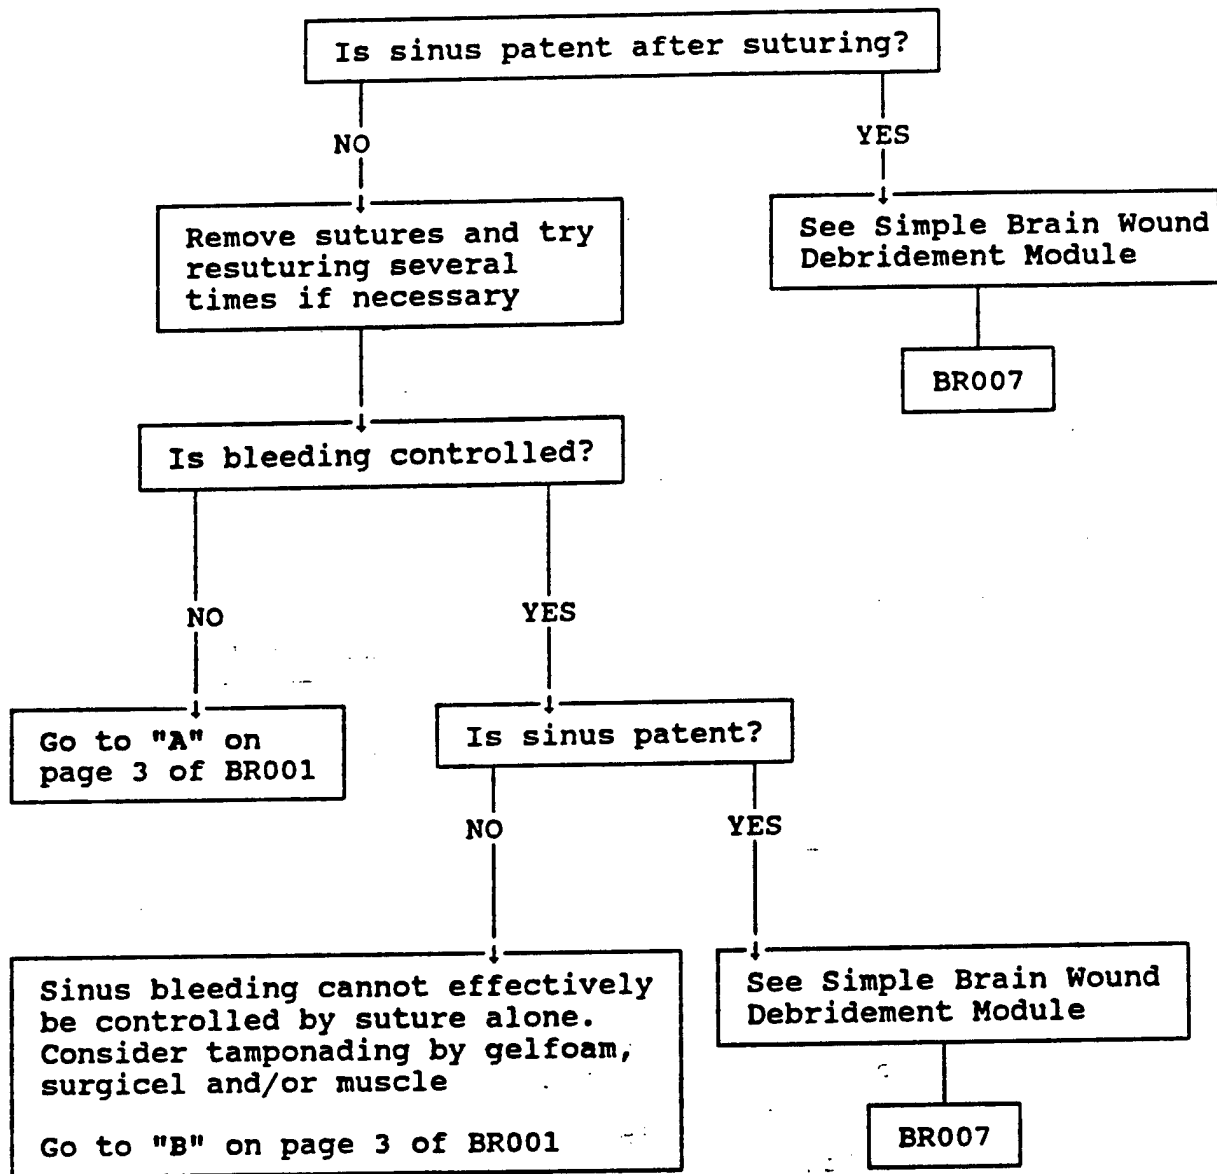 Is sinus patent after suturing?
NO
YES
Remove sutures and try
resuturing several
times if necessary
See Simple Brain Wound
Debridement Module
BR007
Is bleeding controlled?
NO
YES
Go to "A" on
page 3 of BR001
Is sinus patent?
NO
YES
Sinus bleeding cannot effectively
be controlled by suture alone.
Consider tamponading by gelfoam,
surgicel and/or muscle
Go to "B" on page 3 of BR001
See Simple Brain Wound
Debridement Module
BR007